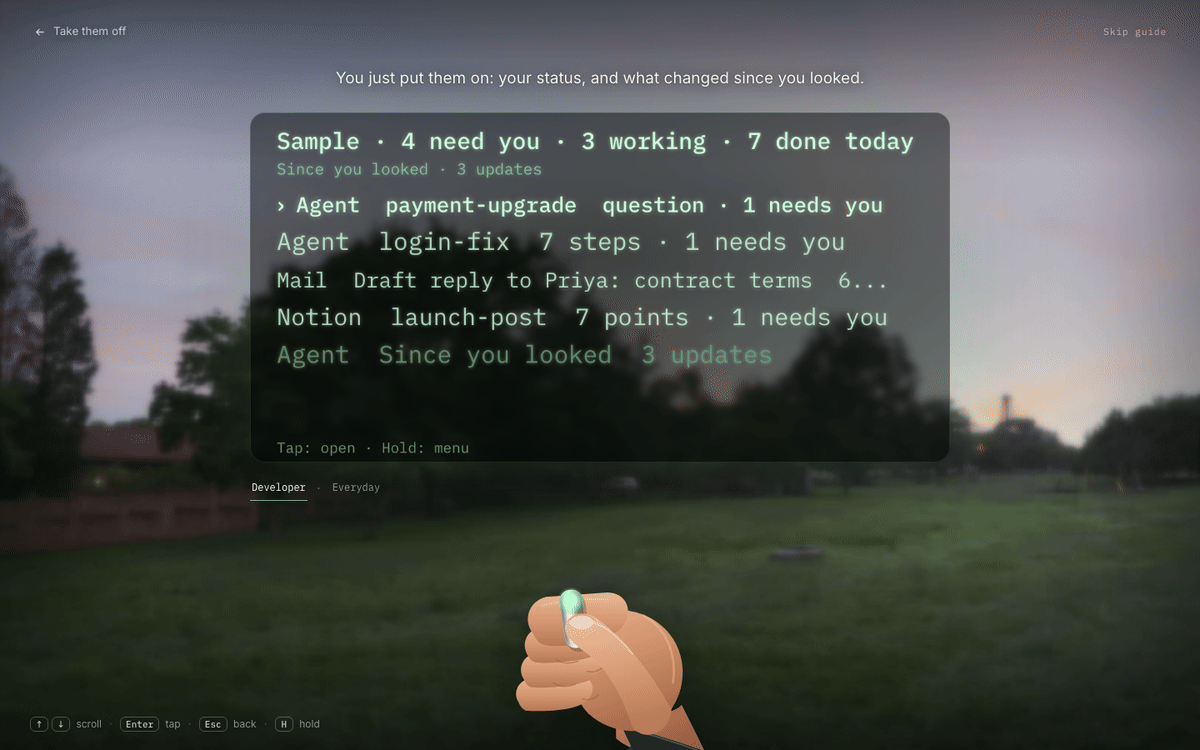 ← Take them off
Skip guide
You just put them on: your status, and what changed since you looked.
Sample · 4 need you · 3 working · 7 done today
Since you looked · 3 updates
› Agent payment-upgrade question · 1 needs you
Agent login-fix 7 steps · 1 needs you
Mail Draft reply to Priya: contract terms 6...
Notion launch-post 7 points · 1 needs you
Agent Since you looked 3 updates
Tap: open · Hold: menu
Developer · Everyday
↑ ↓ scroll · Enter tap · Esc back · H hold